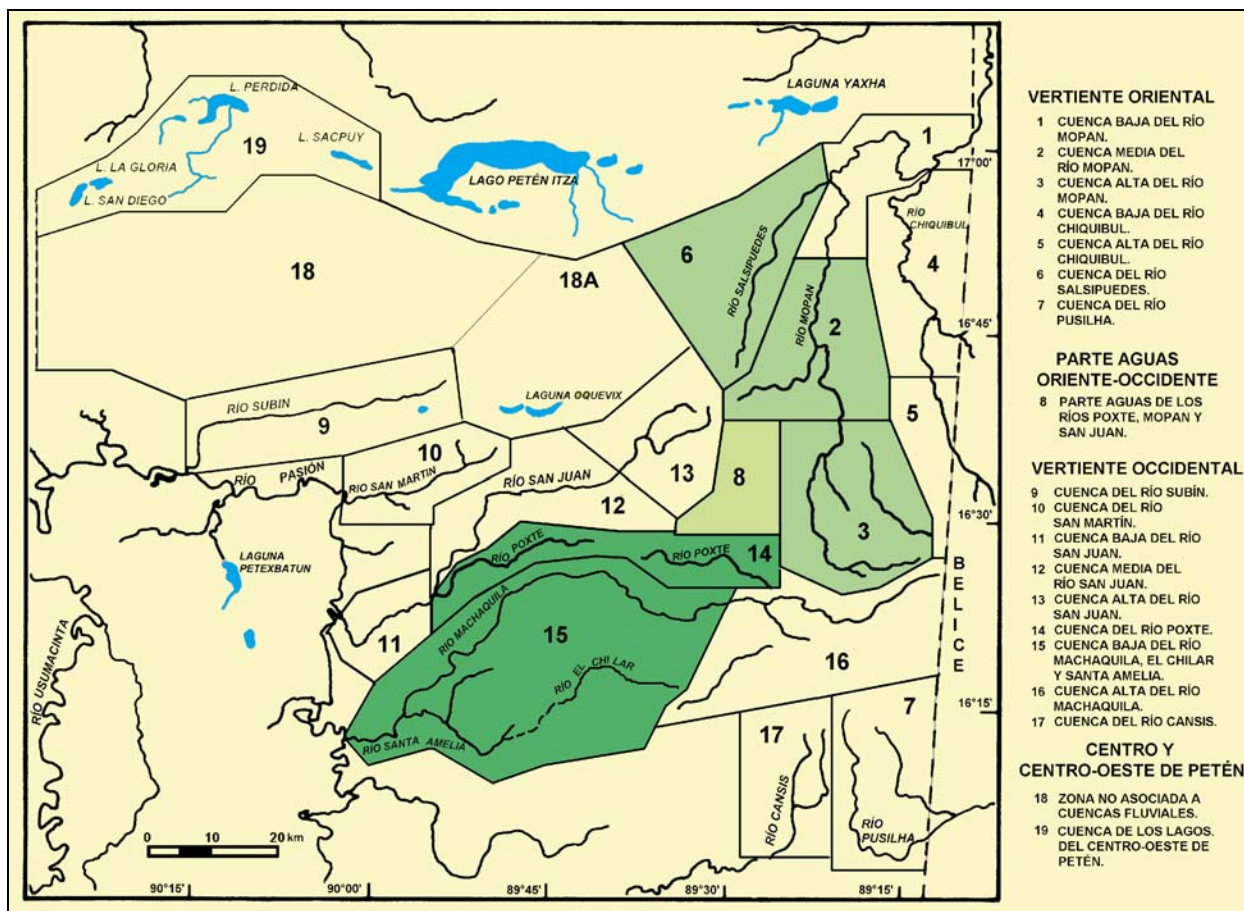 L. PERDIDA
19
L. SACPUY
L. LA GLORIA
L. SAN DIEGO
LAGO PETÉN ITZA
LAGUNA YAXHA
1
17°00'
RÍO CHIQUIBUL
4
18
18A
6
RÍO SALSIPUEDES
RÍO MOPAN
2
16°45'
RÍO SUBIN
9
LAGUNA OQUEVIX
5
10
RÍO PASIÓN
RIO SAN MARTIN
RÍO SAN JUAN
13
8
12
3
16°30'
LAGUNA
PETEXBATUN
RÍO POXTE
RÍO POXTE
14
BELICE
RIO MACHAQUILA
11
15
16
RÍO EL CHILAR
RÍO USUMACINTA
16°15'
RÍO SANTA AMELIA
17
7
RÍO CANSIS
RÍO
PUSILHA
0 10 20 km
90°15' 90°00' 89°45' 89°30' 89°15'
VERTIENTE ORIENTAL
1 CUENCA BAJA DEL RÍO
MOPAN.
2 CUENCA MEDIA DEL
RÍO MOPAN.
3 CUENCA ALTA DEL RÍO
MOPAN.
4 CUENCA BAJA DEL RÍO
CHIQUIBUL.
5 CUENCA ALTA DEL RÍO
CHIQUIBUL.
6 CUENCA DEL RÍO
SALSIPUEDES.
7 CUENCA DEL RÍO
PUSILHA.
PARTE AGUAS
ORIENTE-OCCIDENTE
8 PARTE AGUAS DE LOS
RÍOS POXTE, MOPAN Y
SAN JUAN.
VERTIENTE OCCIDENTAL
9 CUENCA DEL RÍO SUBÍN.
10 CUENCA DEL RÍO
SAN MARTÍN.
11 CUENCA BAJA DEL RÍO
SAN JUAN.
12 CUENCA MEDIA DEL
RÍO SAN JUAN.
13 CUENCA ALTA DEL RÍO
SAN JUAN.
14 CUENCA DEL RÍO POXTE.
15 CUENCA BAJA DEL RÍO
MACHAQUILA, EL CHILAR
Y SANTA AMELIA.
16 CUENCA ALTA DEL RÍO
MACHAQUILA.
17 CUENCA DEL RÍO CANSIS.
CENTRO Y
CENTRO-OESTE DE PETÉN
18 ZONA NO ASOCIADA A
CUENCAS FLUVIALES.
19 CUENCA DE LOS LAGOS.
DEL CENTRO-OESTE DE
PETÉN.